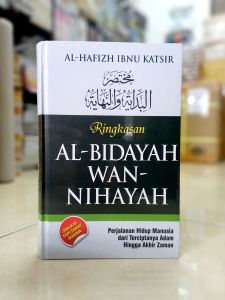 AL-HAFIZH IBNU KATSIR
مختصر
البداية والنهاية
Ringkasan
AL-BIDAYAH
WAN-
NIHAYAH
Perjalanan Hidup Manusia
dari Terciptanya Adam
Hingga Akhir Zaman